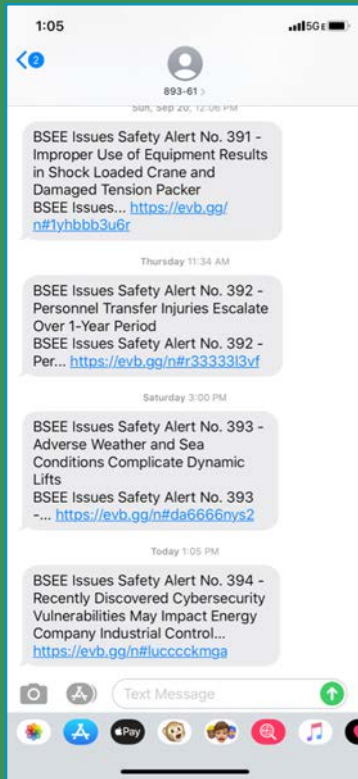 1:05
5G E
2
893-61 >
Sun, Sep 20, 12:06 PM
BSEE Issues Safety Alert No. 391 -
Improper Use of Equipment Results
in Shock Loaded Crane and
Damaged Tension Packer
BSEE Issues... https://evb.gg/
n#1yhbbb3u6r
Thursday 11:34 AM
BSEE Issues Safety Alert No. 392 -
Personnel Transfer Injuries Escalate
Over 1-Year Period
BSEE Issues Safety Alert No. 392 -
Per... https://evb.gg/n#r33333l3vf
Saturday 3:00 PM
BSEE Issues Safety Alert No. 393 -
Adverse Weather and Sea
Conditions Complicate Dynamic
Lifts
BSEE Issues Safety Alert No. 393
-... https://evb.gg/n#da6666nys2
Today 1:05 PM
BSEE Issues Safety Alert No. 394 -
Recently Discovered Cybersecurity
Vulnerabilities May Impact Energy
Company Industrial Control...
https://evb.gg/n#lucccckmga
Text Message
Pay